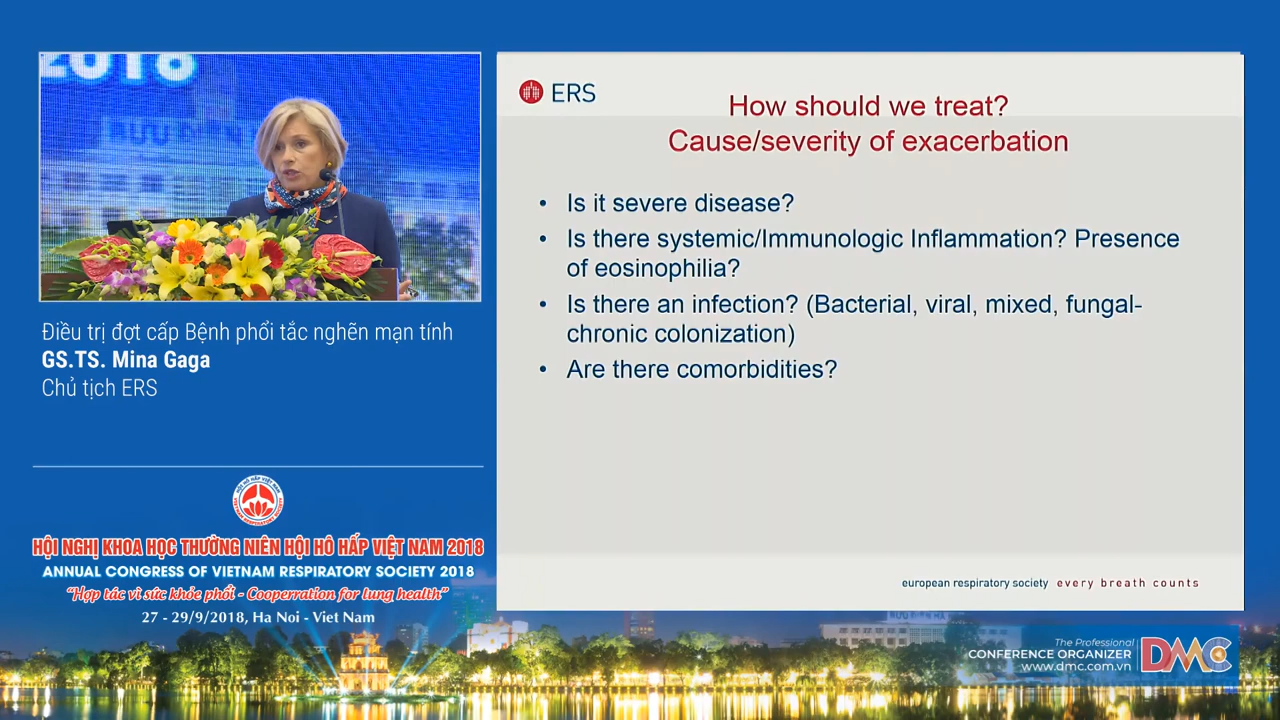 2018
Điều trị đợt cấp Bệnh phổi tắc nghẽn mạn tính
GS.TS. Mina Gaga
Chủ tịch ERS
HỘI NGHỊ KHOA HỌC THƯỜNG NIÊN HỘI HÔ HẤP VIỆT NAM 2018
ANNUAL CONGRESS OF VIETNAM RESPIRATORY SOCIETY 2018
“Hợp tác vì sức khỏe phổi - Cooperration for lung health”
27 - 29/9/2018, Ha Noi - Viet Nam
ERS
How should we treat?
Cause/severity of exacerbation
• Is it severe disease?
• Is there systemic/Immunologic Inflammation? Presence
of eosinophilia?
• Is there an infection? (Bacterial, viral, mixed, fungal-
chronic colonization)
• Are there comorbidities?
european respiratory society every breath counts
The Professional
CONFERENCE ORGANIZER
www.dmc.com.vn
DMC